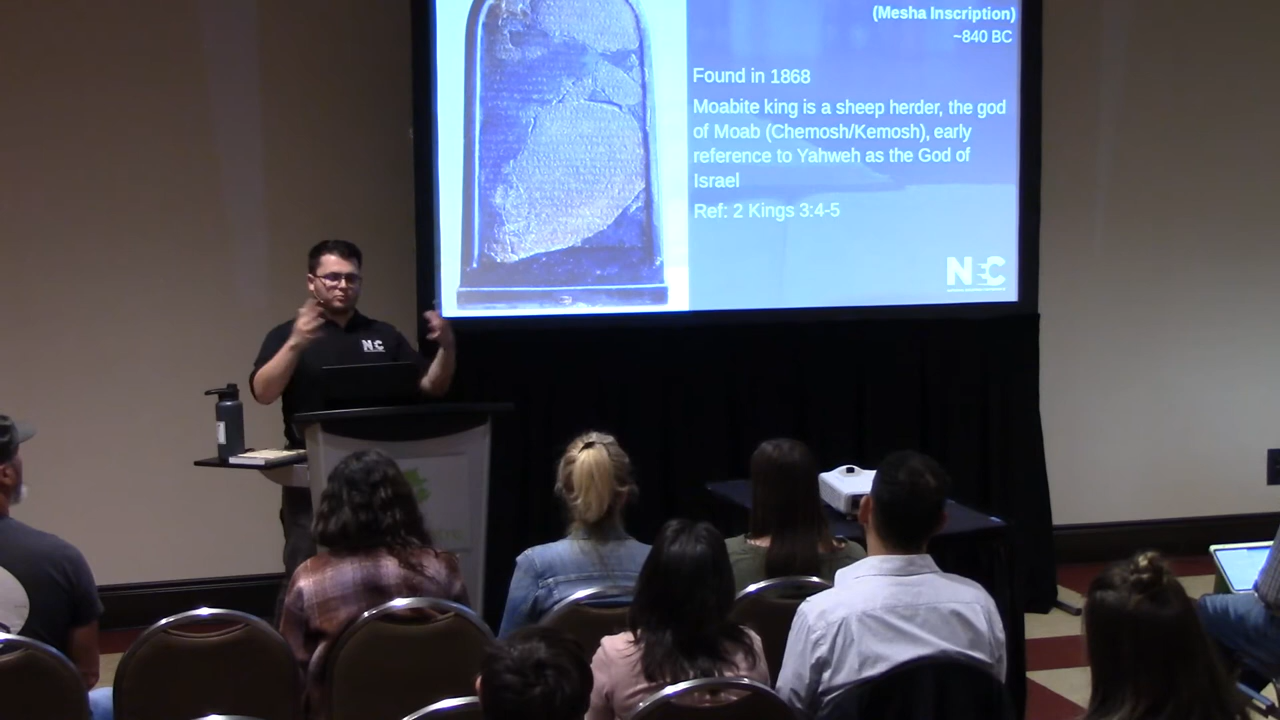 (Mesha Inscription)
~840 BC
Found in 1868
Moabite king is a sheep herder, the god
of Moab (Chemosh/Kemosh), early
reference to Yahweh as the God of
Israel
Ref: 2 Kings 3:4-5
NEC
NEC